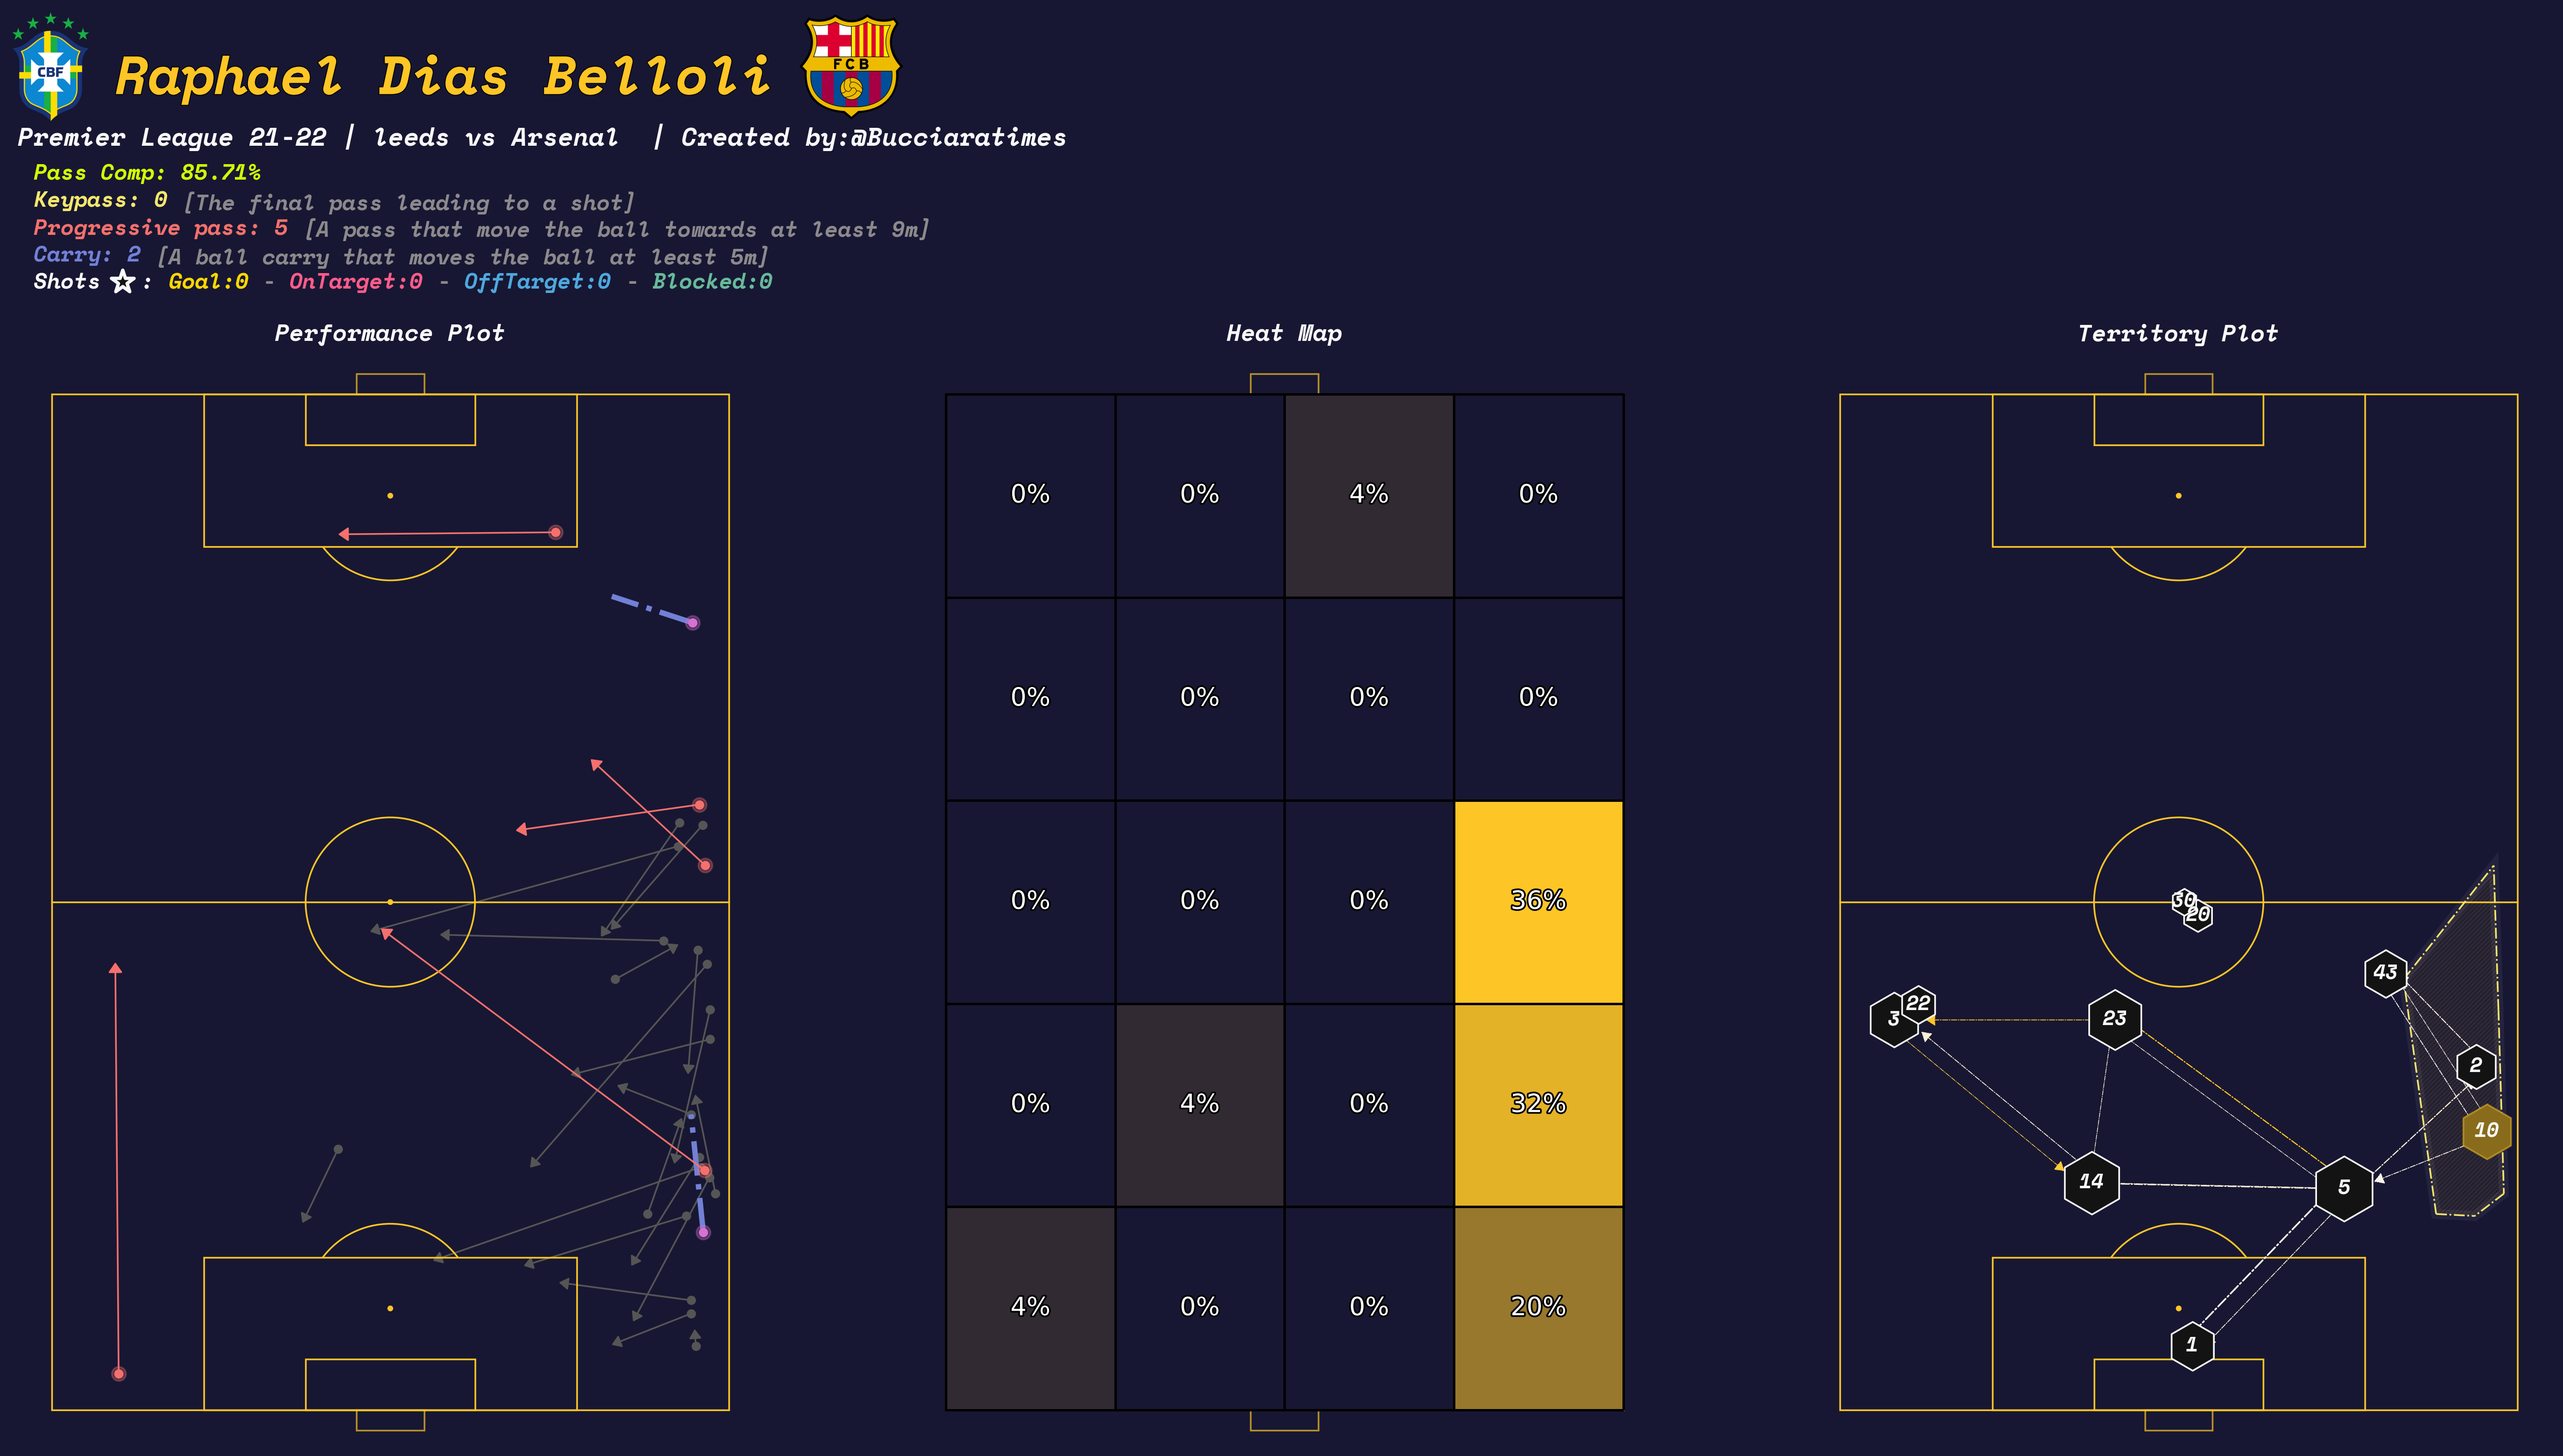 CBF
Raphael Dias Belloli
FCB
Premier League 21-22 | leeds vs Arsenal | Created by:@Bucciaratimes
Pass Comp: 85.71%
Keypass: 0 [The final pass leading to a shot]
Progressive pass: 5 [A pass that move the ball towards at least 9m]
Carry: 2 [A ball carry that moves the ball at least 5m]
Shots ☆: Goal:0 - OnTarget:0 - OffTarget:0 - Blocked:0
Performance Plot
Heat Map
0% 0% 4% 0%
0% 0% 0% 0%
0% 0% 0% 36%
0% 4% 0% 32%
4% 0% 0% 20%
Territory Plot
30
20
43
3 22 23
2
10
14 5
1